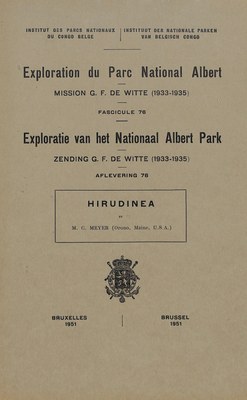 INSTITUT DES PARCS NATIONAUX
DU CONGO BELGE
INSTITUUT DER NATIONALE PARKEN
VAN BELGISCH CONGO
Exploration du Parc National Albert
MISSION G. F. DE WITTE (1933-1935)
FASCICULE 76
Exploratie van het Nationaal Albert Park
ZENDING G. F. DE WITTE (1933-1935)
AFLEVERING 76
HIRUDINEA
BY
M. C. MEYER (Orono, Maine, U.S.A.)
BRUXELLES
1951
BRUSSEL
1951